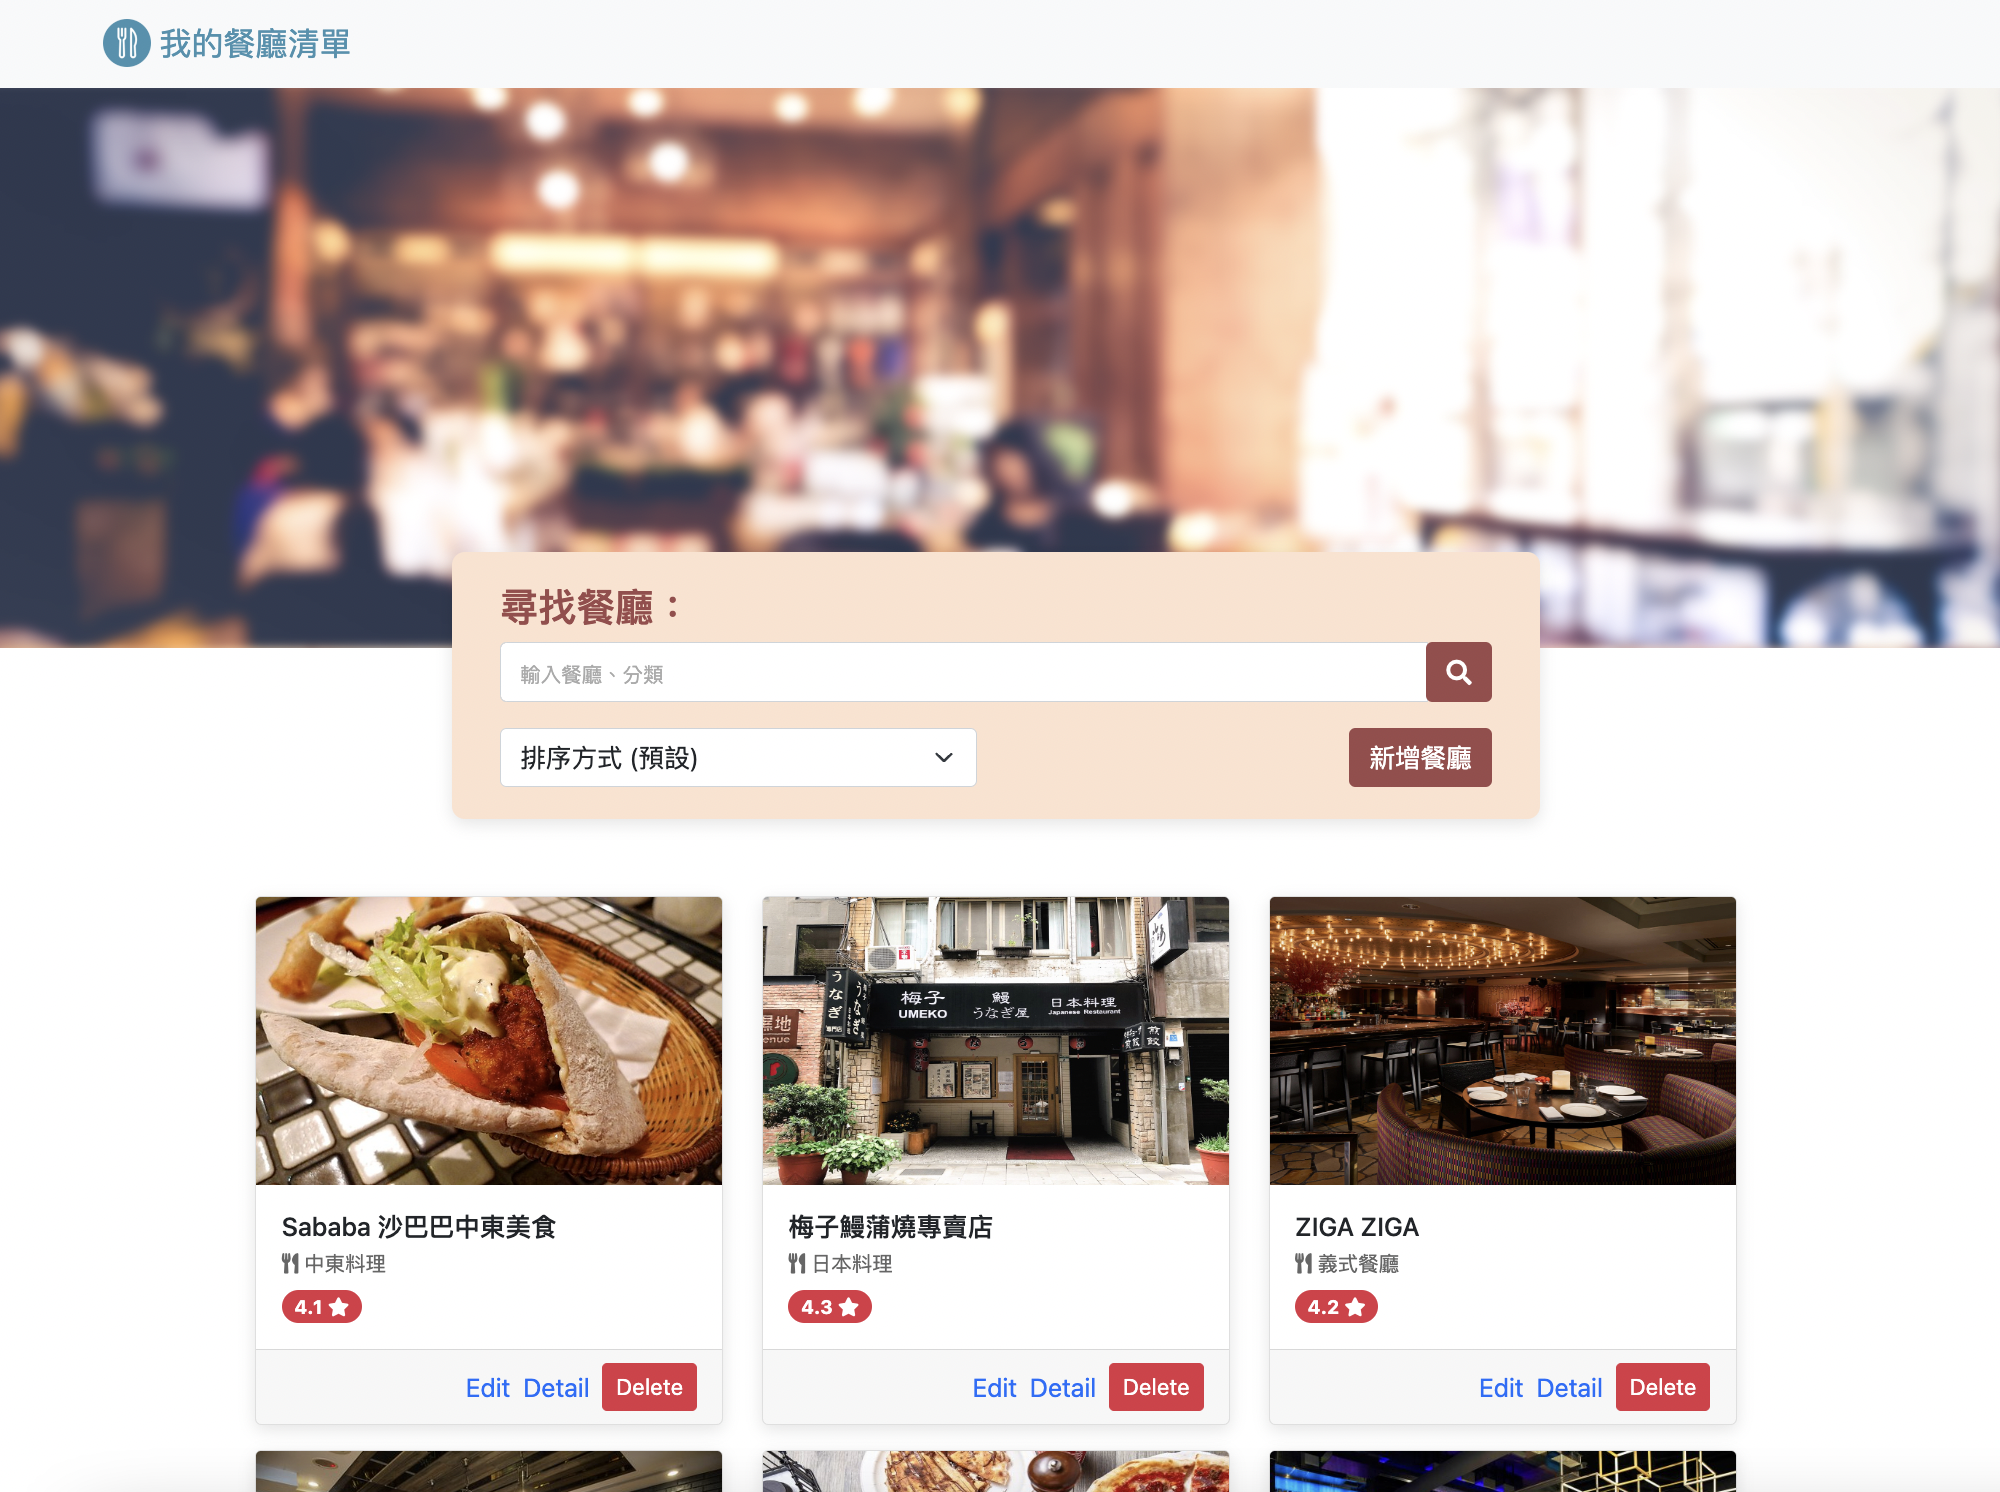 我的餐廳清單
尋找餐廳：
輸入餐廳、分類
排序方式 (預設)
新增餐廳
梅子
UMEKO
鰻
うなぎ屋
日本料理
Japanese Restaurant
うなぎ
Sababa 沙巴巴中東美食
中東料理
4.1
Edit Detail Delete
梅子鰻蒲燒專賣店
日本料理
4.3
Edit Detail Delete
ZIGA ZIGA
義式餐廳
4.2
Edit Detail Delete